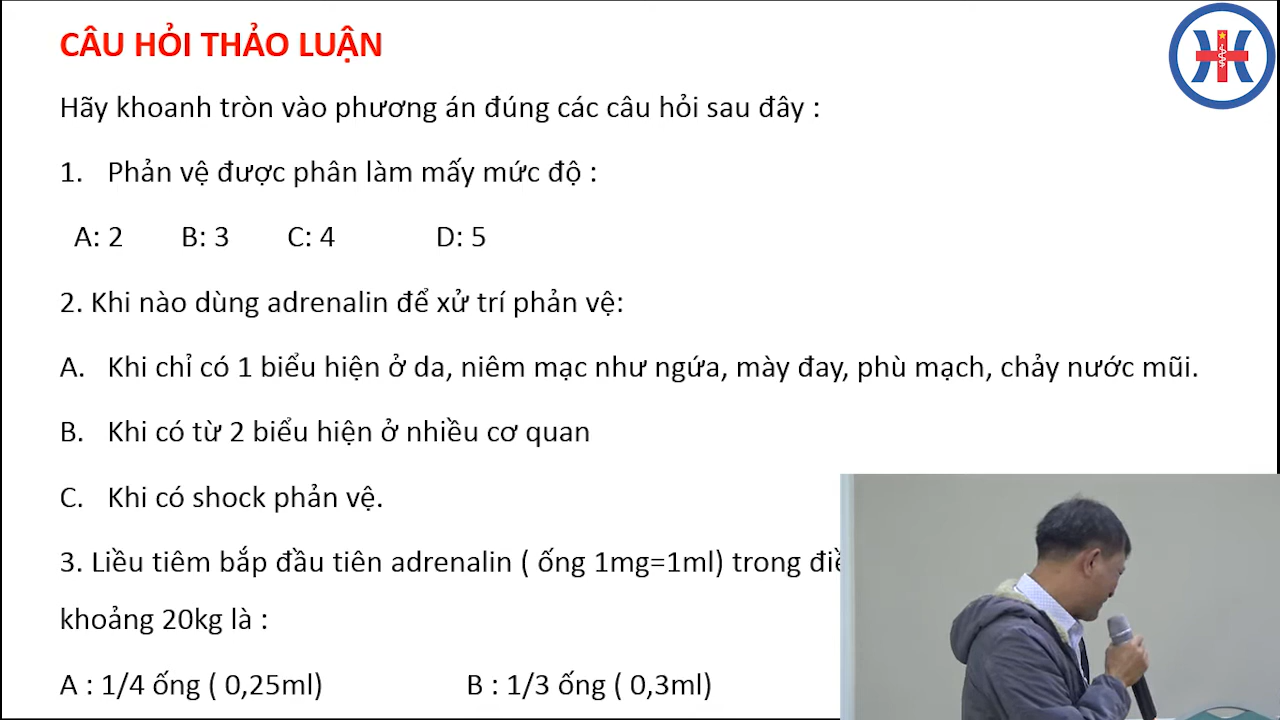 CÂU HỎI THẢO LUẬN
Hãy khoanh tròn vào phương án đúng các câu hỏi sau đây :
1. Phản vệ được phân làm mấy mức độ :
A: 2 B: 3 C: 4 D: 5
2. Khi nào dùng adrenalin để xử trí phản vệ:
A. Khi chỉ có 1 biểu hiện ở da, niêm mạc như ngứa, mày đay, phù mạch, chảy nước mũi.
B. Khi có từ 2 biểu hiện ở nhiều cơ quan
C. Khi có shock phản vệ.
3. Liều tiêm bắp đầu tiên adrenalin ( ống 1mg=1ml) trong
khoảng 20kg là :
A : 1/4 ống ( 0,25ml) B : 1/3 ống ( 0,3ml)